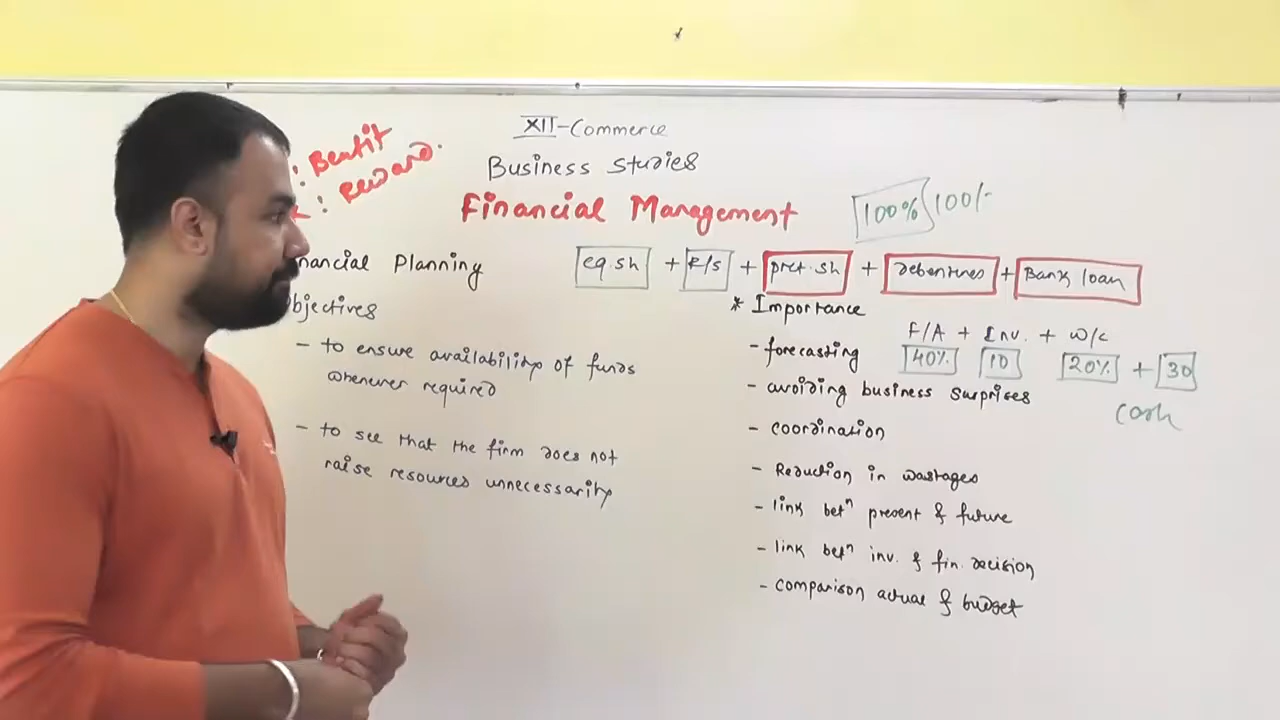 : Benfit
: Reward.
XII-Commerce
Business Studies
Financial Management
100% 100/-
nancial Planning
eq.sh + R/S + pref.sh + Debentures + Bank loan
bjectives
* Importance
- to ensure availability of funds
whenever required
- to see that the firm does not
raise resources unnecessarily
F/A + Inv. + W/C
- forecasting
40% 10 20% + 30
- avoiding business surprises
cash
- coordination
- Reduction in wastages
- link betn present & future
- link betn inv. & fin. decision
- comparison actual & budget